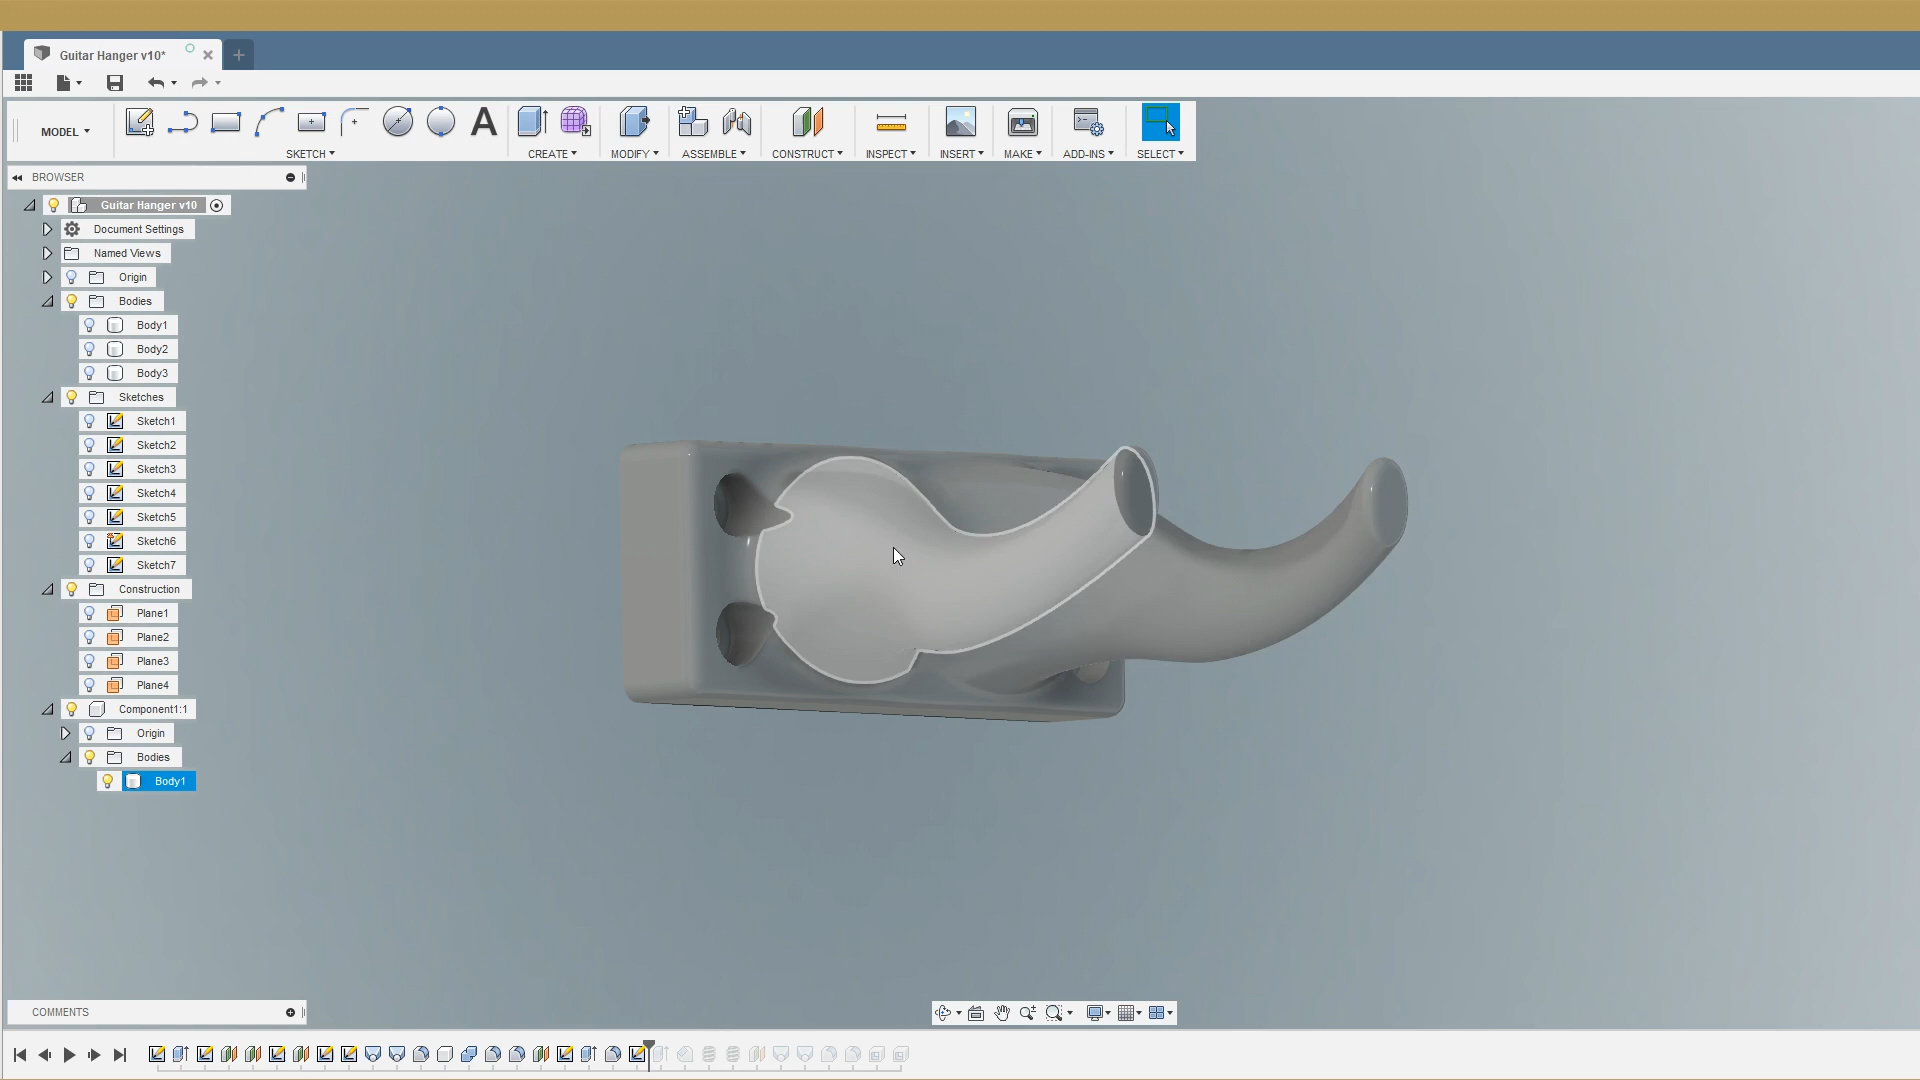 Guitar Hanger v10*
MODEL
A
SKETCH
CREATE
MODIFY
ASSEMBLE
CONSTRUCT
INSPECT
INSERT
MAKE
ADD-INS
SELECT
BROWSER
Guitar Hanger v10
Document Settings
Named Views
Origin
Bodies
Body1
Body2
Body3
Sketches
Sketch1
Sketch2
Sketch3
Sketch4
Sketch5
Sketch6
Sketch7
Construction
Plane1
Plane2
Plane3
Plane4
Component1:1
Origin
Bodies
Body1
COMMENTS